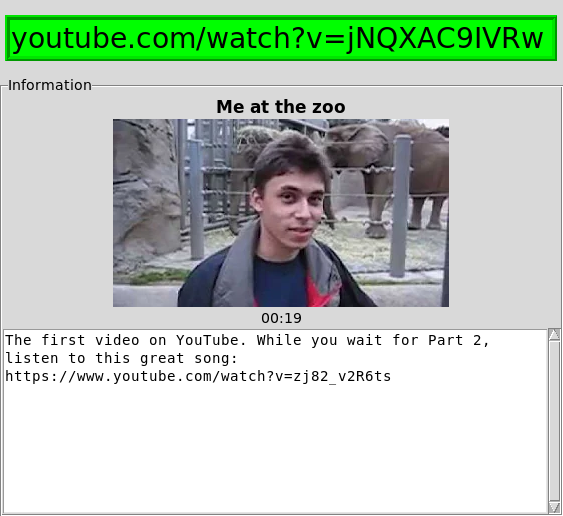 youtube.com/watch?v=jNQXAC9IVRw
Information
Me at the zoo
00:19
The first video on YouTube. While you wait for Part 2,
listen to this great song:
https://www.youtube.com/watch?v=zj82_v2R6ts